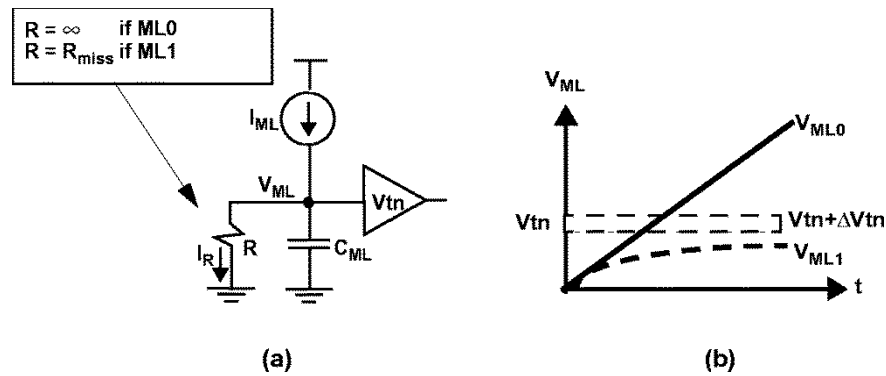 R = ∞ if ML0
R = Rmiss if ML1
IML
VML
Vtn
IR
R
CML
(a)
VML
VML0
Vtn
Vtn+ΔVtn
VML1
t
(b)